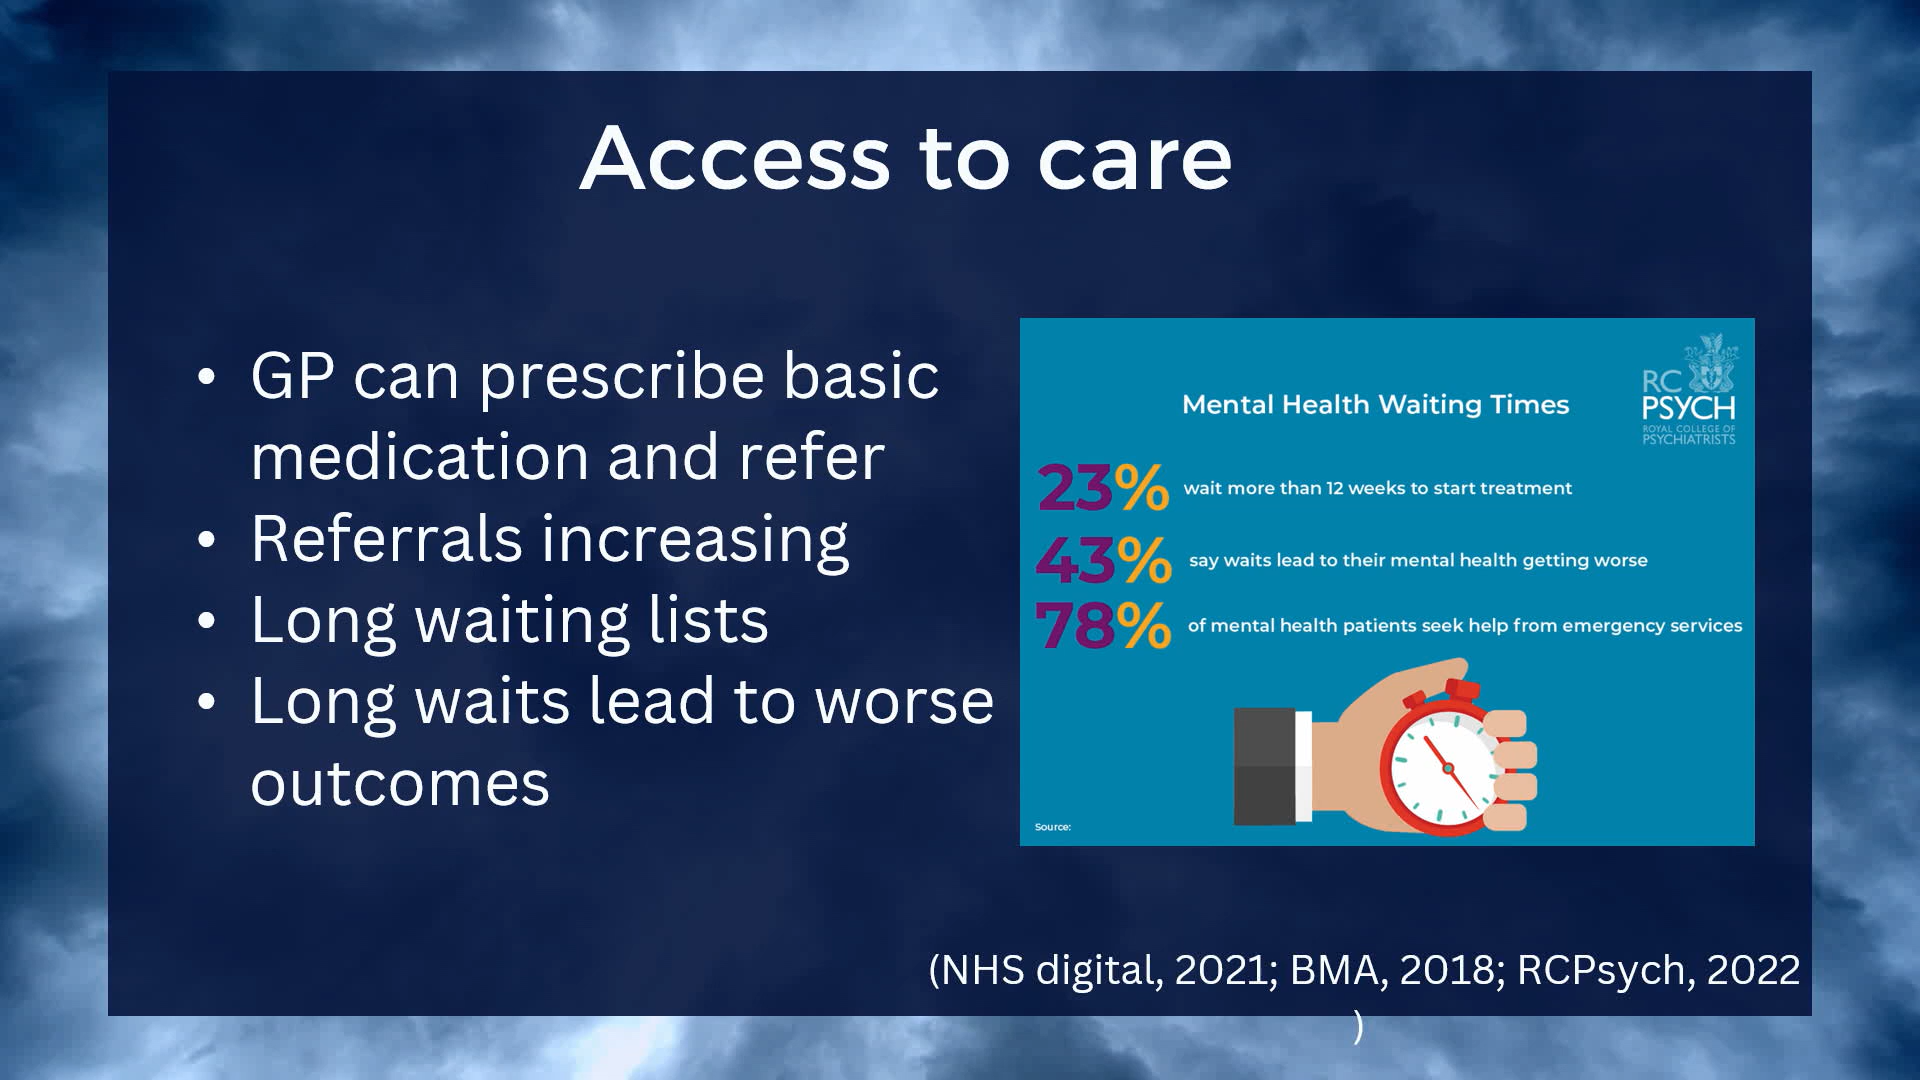 Access to care
• GP can prescribe basic
medication and refer
• Referrals increasing
• Long waiting lists
• Long waits lead to worse
outcomes
RC
PSYCH
ROYAL COLLEGE OF
PSYCHIATRISTS
Mental Health Waiting Times
23% wait more than 12 weeks to start treatment
43% say waits lead to their mental health getting worse
78% of mental health patients seek help from emergency services
Source:
(NHS digital, 2021; BMA, 2018; RCPsych, 2022
)